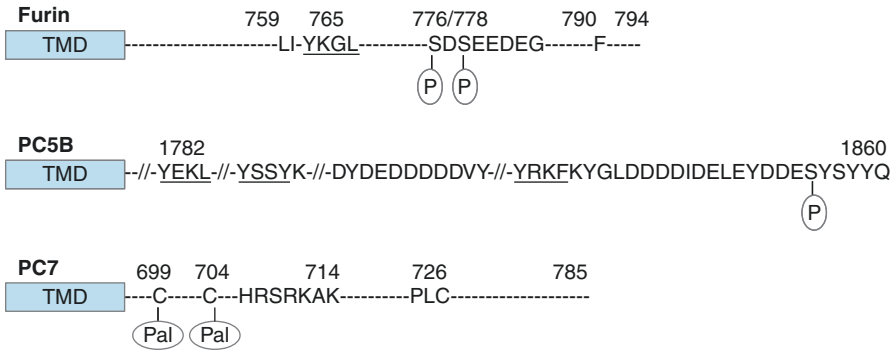 Furin
759 765 776/778 790 794
TMD ------------------------LI-YKGL-----------SDSEEDEG-------F-----
P P
PC5B
1782 1860
TMD --//-YEKL-//-YSSYK-//-DYDEDDDDDVY-//-YRKFKYGLDDDDIDELEYDDESYSYYQ
P
PC7
699 704 714 726 785
TMD ----C-----C---HRSRKAK-----------PLC----------------------
Pal Pal